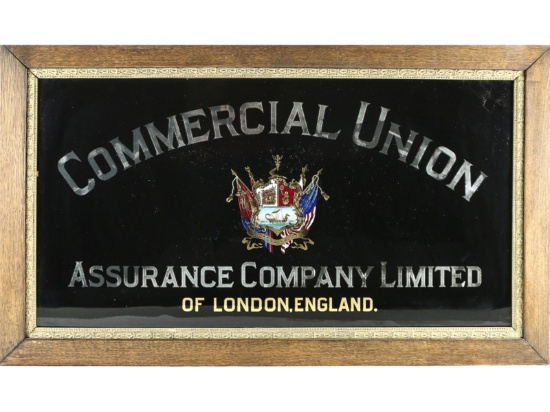 COMMERCIAL UNION
ASSURANCE COMPANY LIMITED
OF LONDON, ENGLAND.